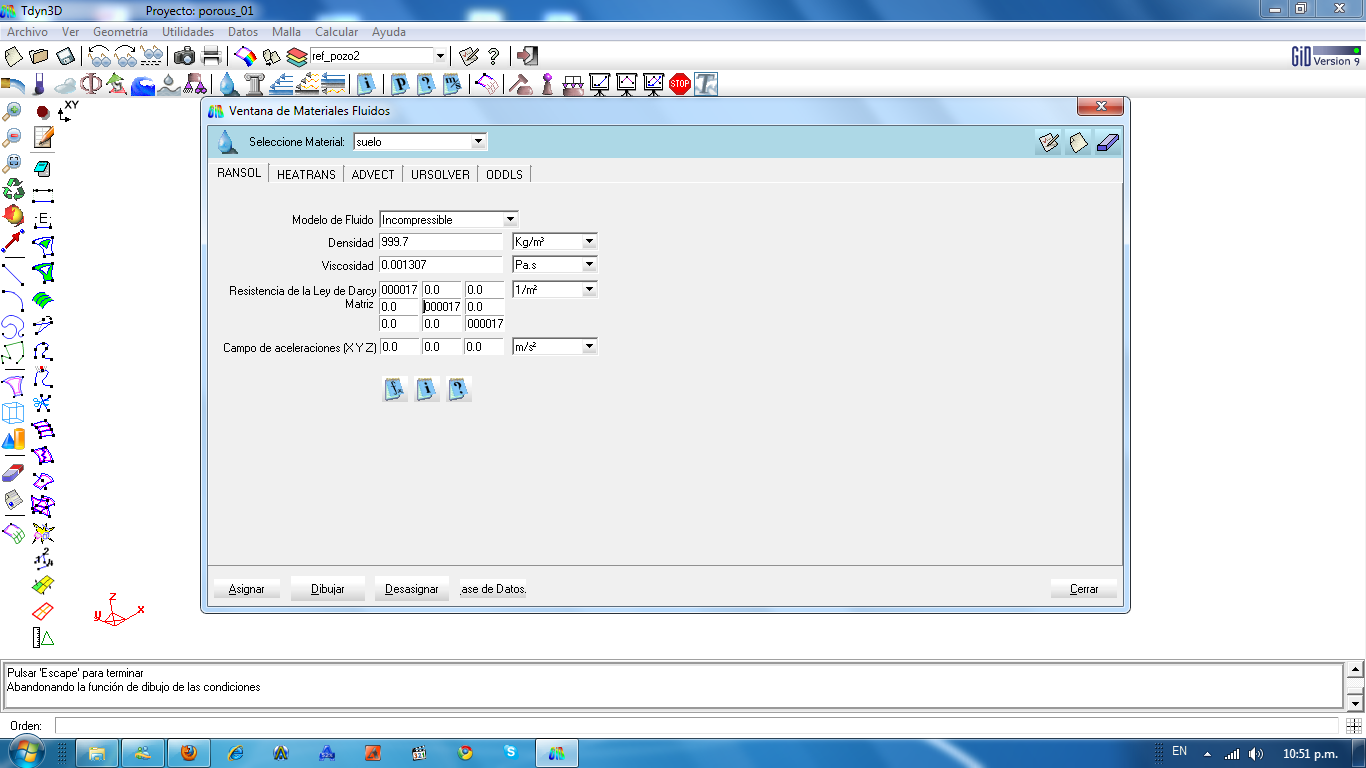 Tdyn3D Proyecto: porous_01
Archivo Ver Geometría Utilidades Datos Malla Calcular Ayuda
ref_pozo2
GiD Version 9
STOP
XY
Ventana de Materiales Fluidos
Seleccione Material: suelo
RANSOL HEATRANS ADVECT URSOLVER ODDLS
Modelo de Fluido Incompressible
Densidad 999.7 Kg/m³
Viscosidad 0.001307 Pa.s
Resistencia de la Ley de Darcy 000017 0.0 0.0 1/m²
Matriz 0.0 000017 0.0
0.0 0.0 000017
Campo de aceleraciones (X Y Z) 0.0 0.0 0.0 m/s²
Asignar Dibujar Desasignar .ase de Datos. Cerrar
z
y x
Pulsar 'Escape' para terminar
Abandonando la función de dibujo de las condiciones
Orden:
EN 10:51 p.m.